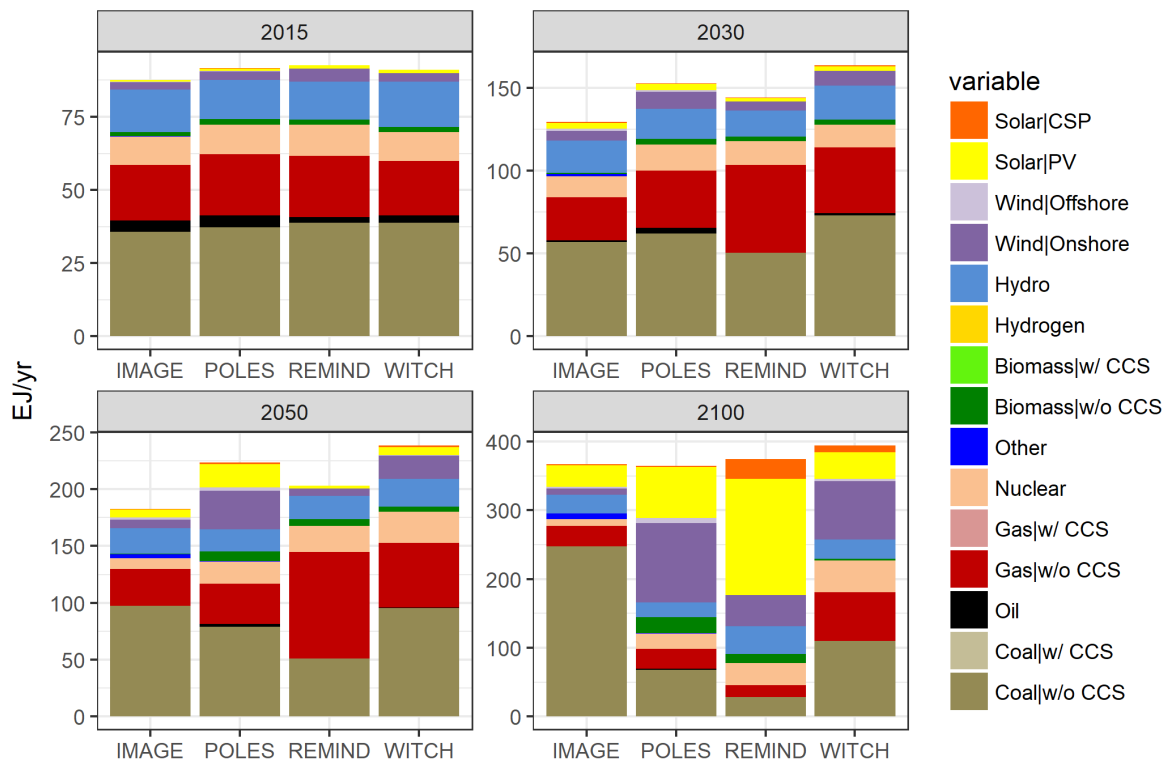 2015
2030
75
50
25
0
IMAGE POLES REMIND WITCH
150
100
50
0
IMAGE POLES REMIND WITCH
EJ/yr
2050
2100
250
200
150
100
50
0
IMAGE POLES REMIND WITCH
400
300
200
100
0
IMAGE POLES REMIND WITCH
variable
Solar|CSP
Solar|PV
Wind|Offshore
Wind|Onshore
Hydro
Hydrogen
Biomass|w/ CCS
Biomass|w/o CCS
Other
Nuclear
Gas|w/ CCS
Gas|w/o CCS
Oil
Coal|w/ CCS
Coal|w/o CCS